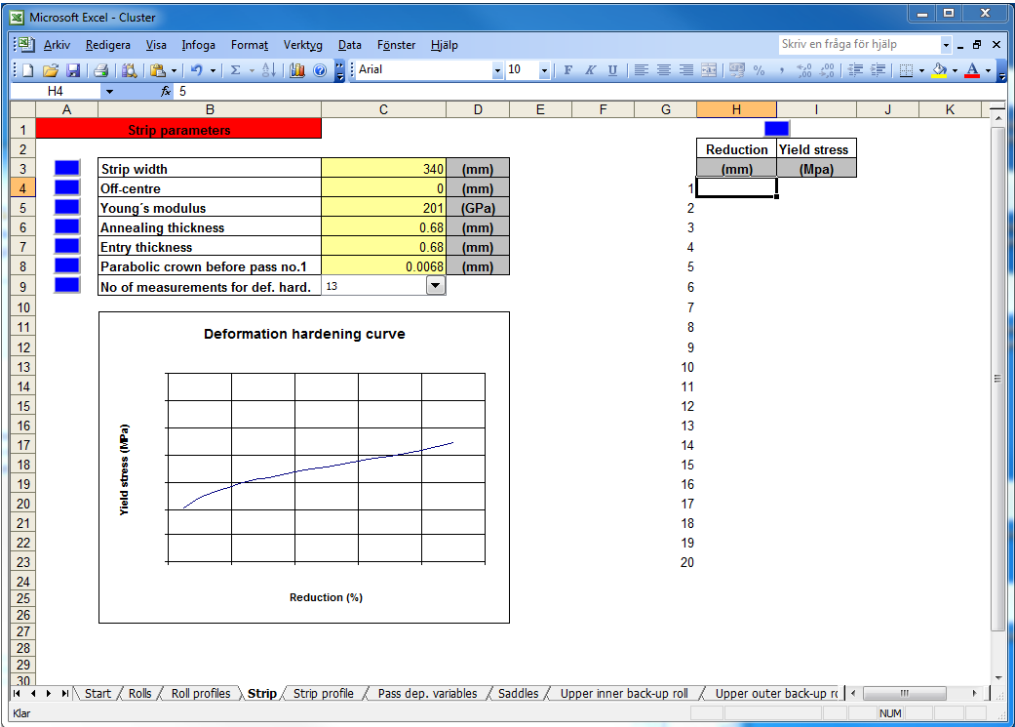 Microsoft Excel - Cluster
Arkiv Redigera Visa Infoga Format Verktyg Data Fönster Hjälp Skriv en fråga för hjälp
Arial 10 F K U
H4 fx 5
A B C D E F G H I J K
1 Strip parameters
2 Reduction Yield stress
3 Strip width 340 (mm) (mm) (Mpa)
4 Off-centre 0 (mm) 1
5 Young´s modulus 201 (GPa) 2
6 Annealing thickness 0.68 (mm) 3
7 Entry thickness 0.68 (mm) 4
8 Parabolic crown before pass no.1 0.0068 (mm) 5
9 No of measurements for def. hard. 13 6
10 7
11 Deformation hardening curve 8
12 9
13 10
14 11
15 12
16 13
17 14
18 15
19 16
20 17
21 18
22 19
23 20
24
25
26
27
28
29
30
Yield stress (MPa)
Reduction (%)
Start Rolls Roll profiles Strip Strip profile Pass dep. variables Saddles Upper inner back-up roll Upper outer back-up ro
Klar NUM